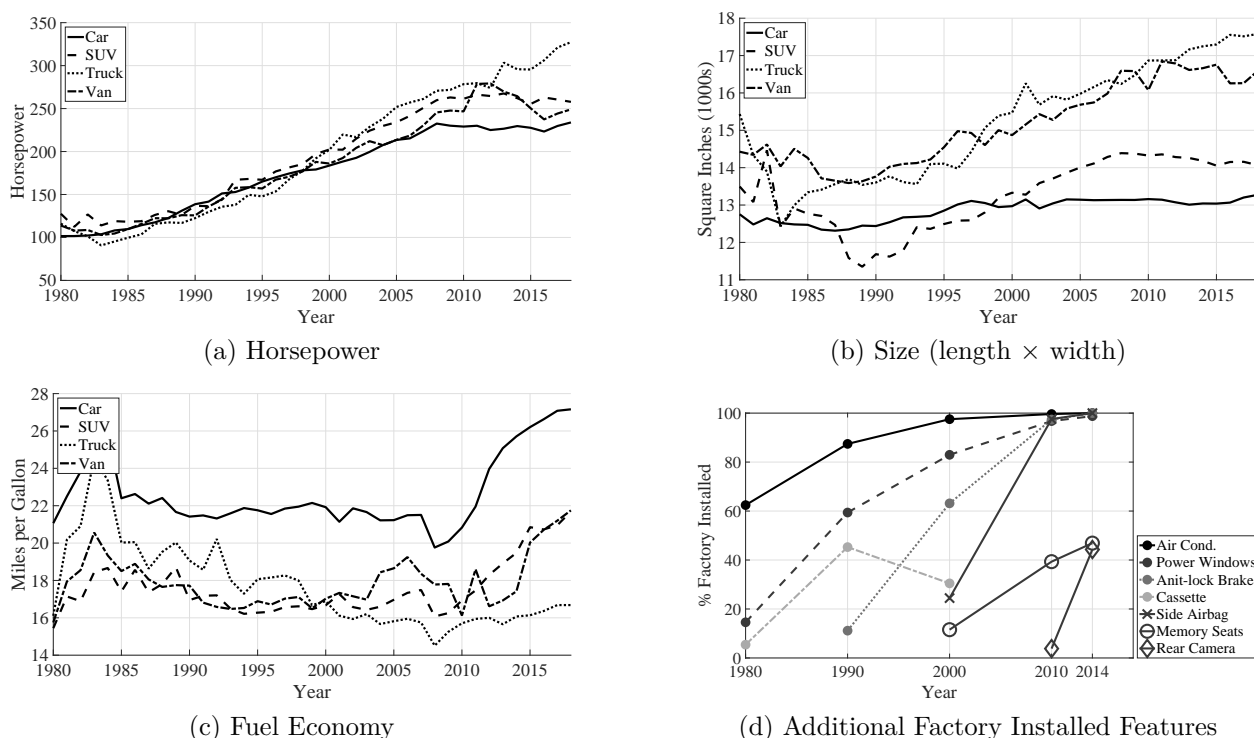 350
300
250
200
150
100
50
Horsepower
Car
SUV
Truck
Van
1980 1985 1990 1995 2000 2005 2010 2015
Year
(a) Horsepower
18
17
16
15
14
13
12
11
Square Inches (1000s)
Car
SUV
Truck
Van
1980 1985 1990 1995 2000 2005 2010 2015
Year
(b) Size (length × width)
28
26
24
22
20
18
16
14
Miles per Gallon
Car
SUV
Truck
Van
1980 1985 1990 1995 2000 2005 2010 2015
Year
(c) Fuel Economy
100
80
60
40
20
0
% Factory Installed
Air Cond.
Power Windows
Anit-lock Brake
Cassette
Side Airbag
Memory Seats
Rear Camera
1980 1990 2000 2010 2014
Year
(d) Additional Factory Installed Features